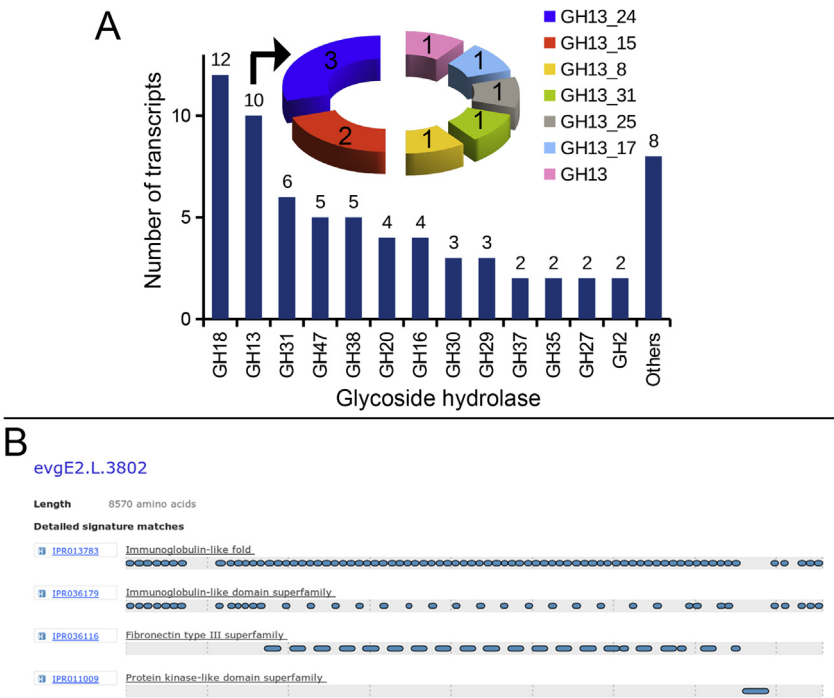 A
GH13_24
GH13_15
GH13_8
GH13_31
GH13_25
GH13_17
GH13
3
1
1
1
1
1
2
Number of transcripts
10
5
0
12
10
6
5
5
4
4
3
3
2
2
2
2
8
GH18
GH13
GH31
GH47
GH38
GH20
GH16
GH30
GH29
GH37
GH35
GH27
GH2
Others
Glycoside hydrolase
B
evgE2.L.3802
Length 8570 amino acids
Detailed signature matches
IPR013783 Immunoglobulin-like fold
IPR036179 Immunoglobulin-like domain superfamily
IPR036116 Fibronectin type III superfamily
IPR011009 Protein kinase-like domain superfamily